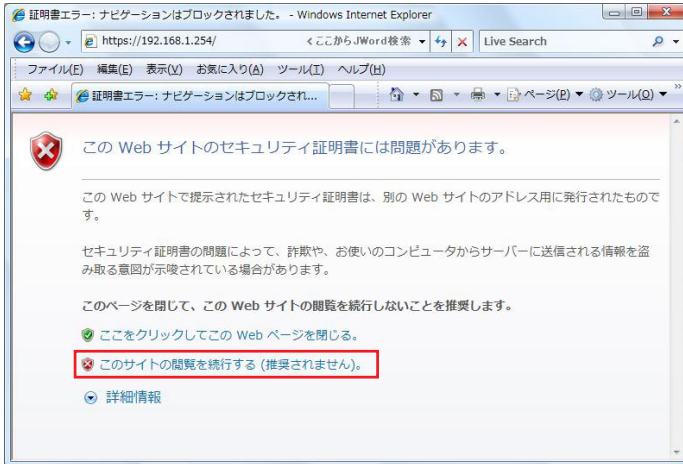 証明書エラー: ナビゲーションはブロックされました。 - Windows Internet Explorer
https://192.168.1.254/
くここからJWord検索
Live Search
ファイル(F) 編集(E) 表示(V) お気に入り(A) ツール(T) ヘルプ(H)
証明書エラー: ナビゲーションはブロックされ...
ページ(P) ツール(O)
この Web サイトのセキュリティ証明書には問題があります。
この Web サイトで提示されたセキュリティ証明書は、別の Web サイトのアドレス用に発行されたもので
す。
セキュリティ証明書の問題によって、詐欺や、お使いのコンピュータからサーバーに送信される情報を盗
み取る意図が示唆されている場合があります。
このページを閉じて、この Web サイトの閲覧を続行しないことを推奨します。
ここをクリックしてこの Web ページを閉じる。
このサイトの閲覧を続行する (推奨されません)。
詳細情報